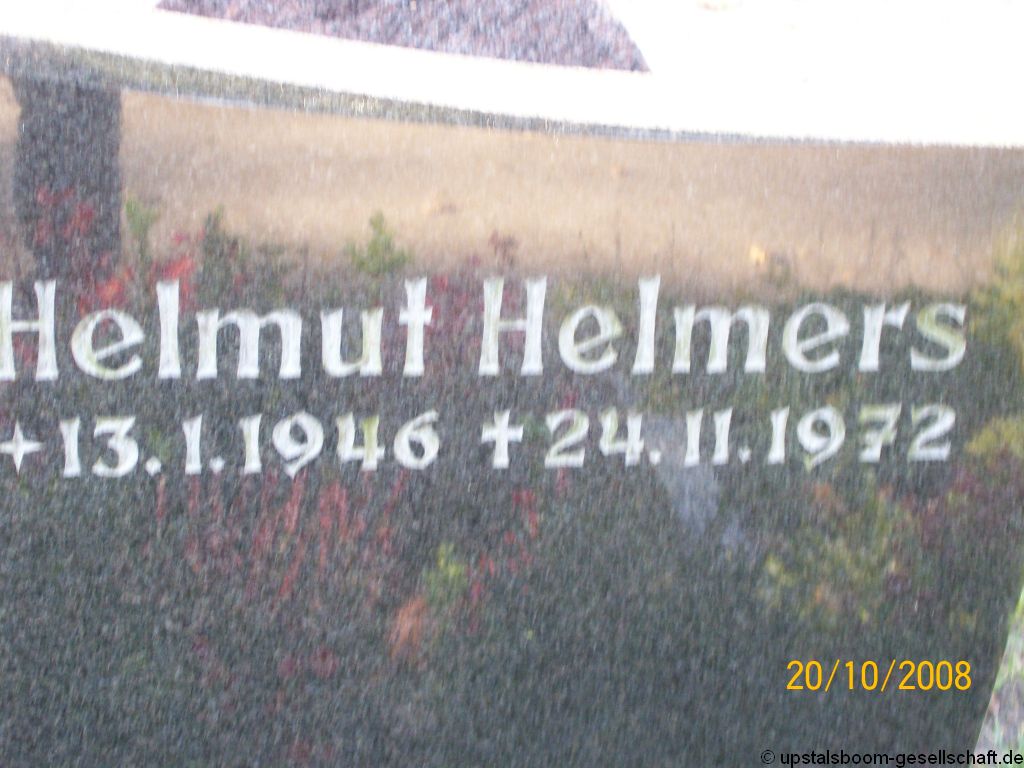 Helmut Helmers
✶ 13.1.1946 ✝ 24.11.1972
20/10/2008
© upstalsboom-gesellschaft.de